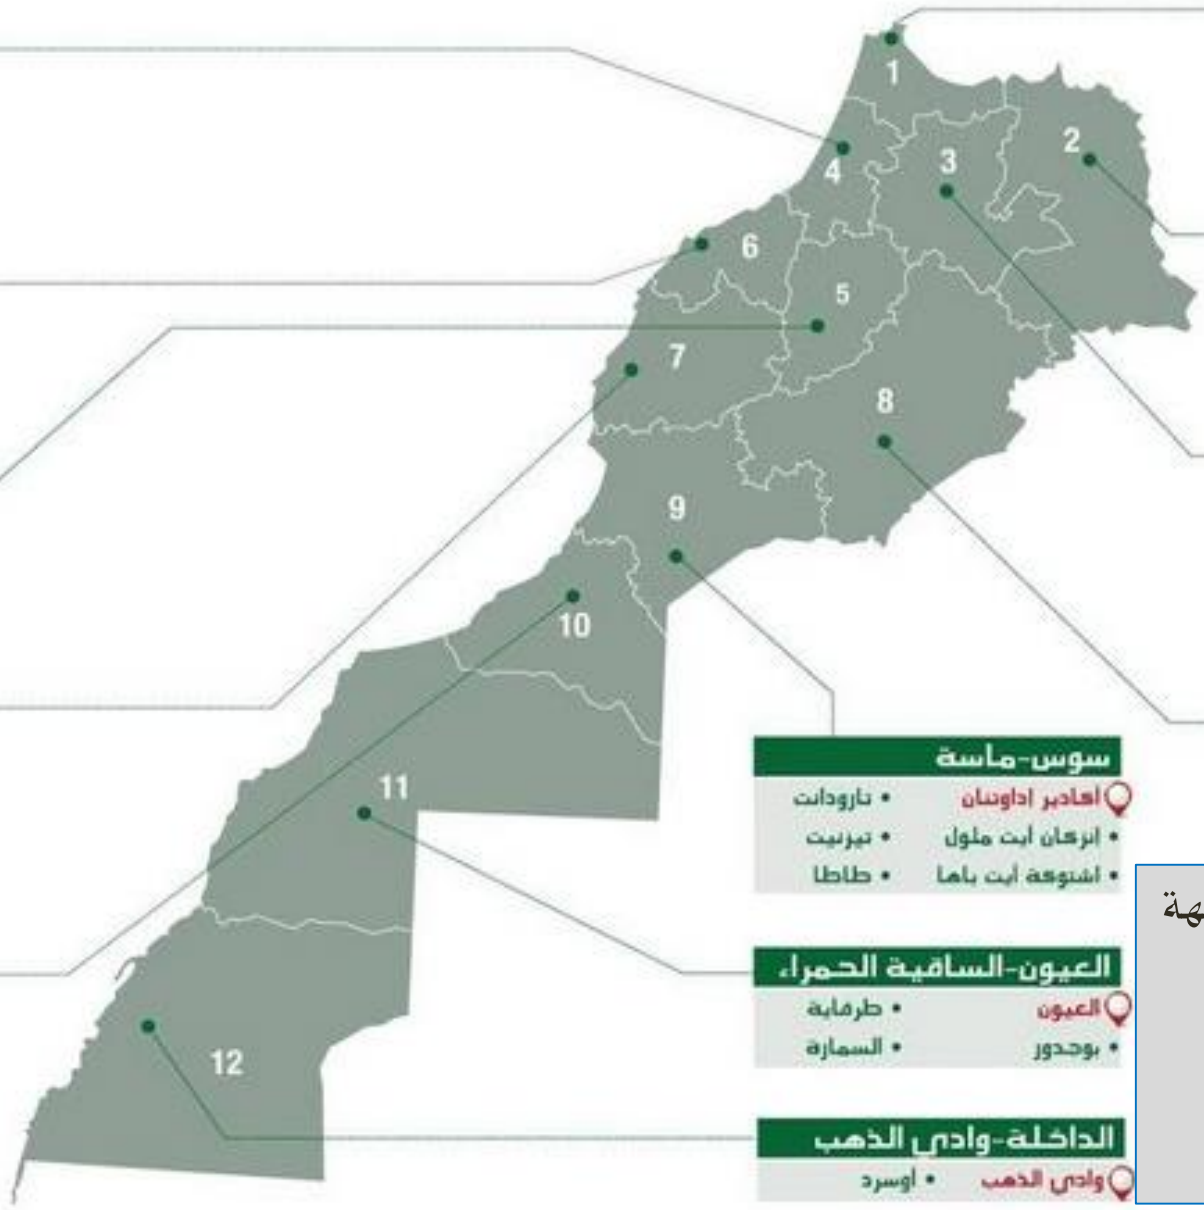 1
2
3
4
5
6
7
8
9
10
11
12
سوس-ماسة
أكادير إداوتنان • تارودانت
• إنزكان أيت ملول • تيزنيت
• اشتوكة أيت باها • طاطا
العيون-الساقية الحمراء
العيون • طرفاية
• بوجدور • السمارة
الداخلة-وادي الذهب
وادي الذهب • أوسرد